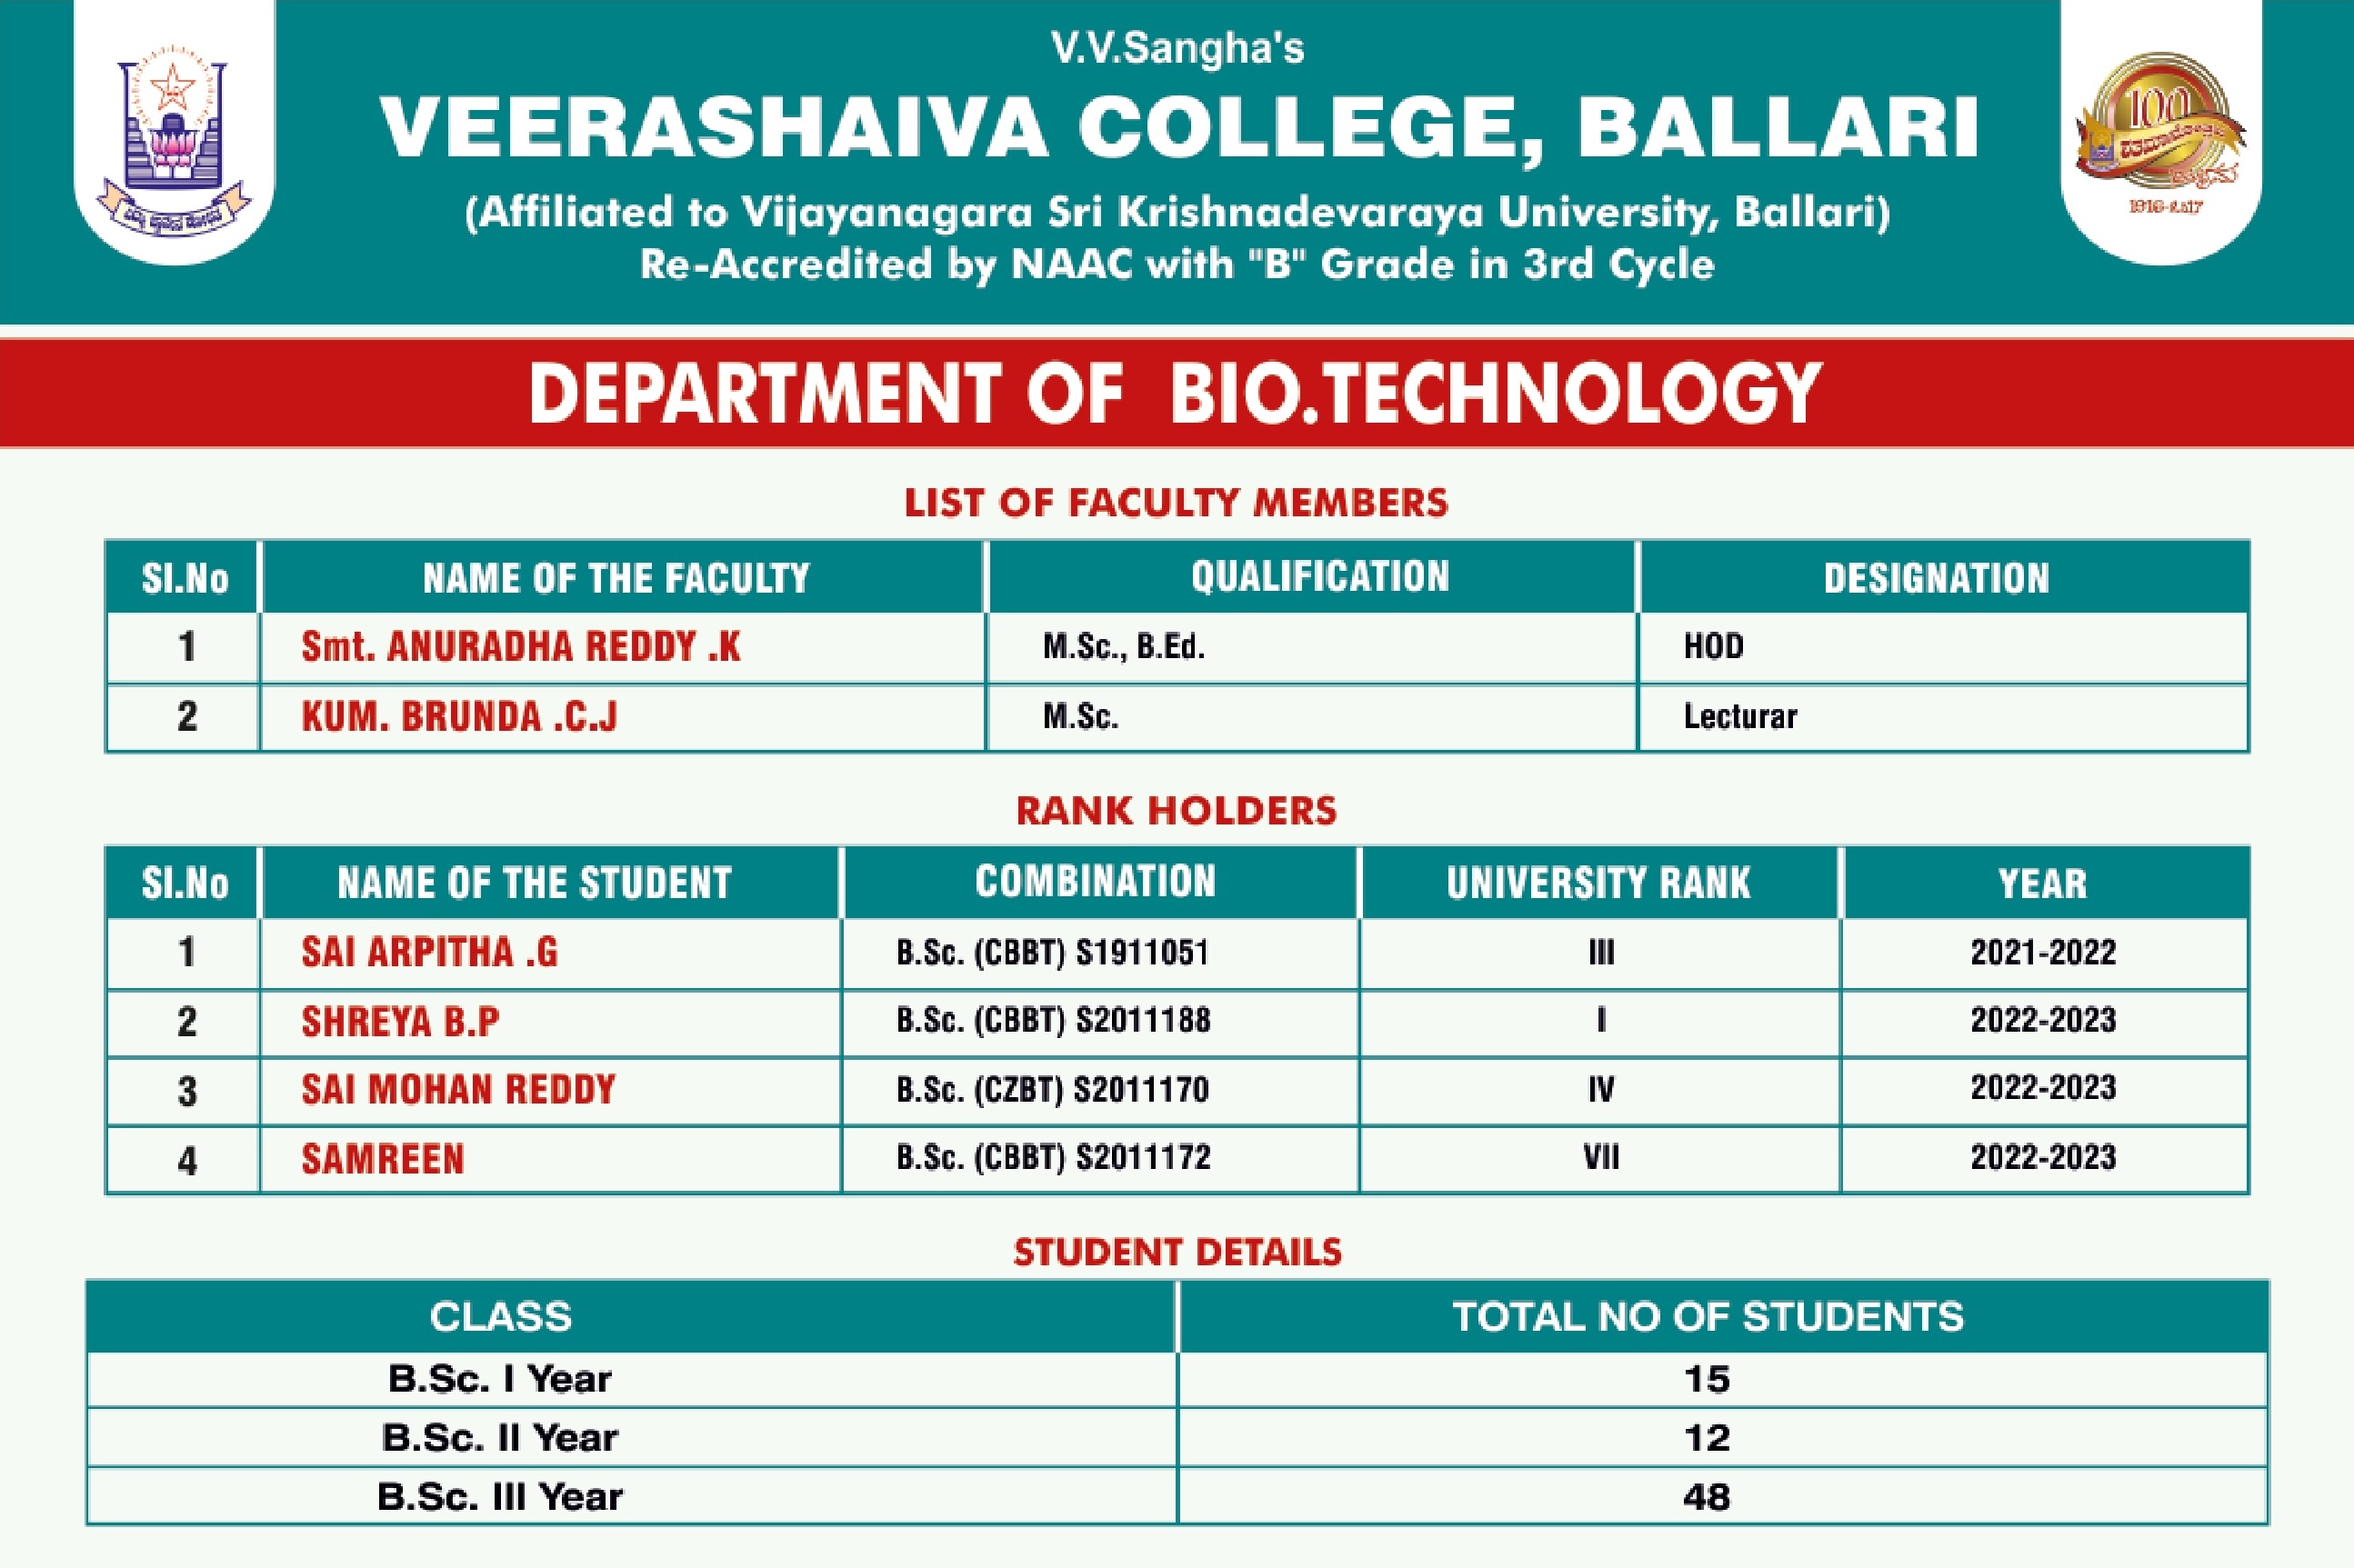 V.V.Sangha's
VEERASHAIVA COLLEGE, BALLARI
(Affiliated to Vijayanagara Sri Krishnadevaraya University, Ballari)
Re-Accredited by NAAC with "B" Grade in 3rd Cycle
100
DEPARTMENT OF BIO.TECHNOLOGY
LIST OF FACULTY MEMBERS
Sl.No NAME OF THE FACULTY QUALIFICATION DESIGNATION
1 Smt. ANURADHA REDDY .K M.Sc., B.Ed. HOD
2 KUM. BRUNDA .C.J M.Sc. Lecturar
RANK HOLDERS
Sl.No NAME OF THE STUDENT COMBINATION UNIVERSITY RANK YEAR
1 SAI ARPITHA .G B.Sc. (CBBT) S1911051 III 2021-2022
2 SHREYA B.P B.Sc. (CBBT) S2011188 I 2022-2023
3 SAI MOHAN REDDY B.Sc. (CZBT) S2011170 IV 2022-2023
4 SAMREEN B.Sc. (CBBT) S2011172 VII 2022-2023
STUDENT DETAILS
CLASS TOTAL NO OF STUDENTS
B.Sc. I Year 15
B.Sc. II Year 12
B.Sc. III Year 48